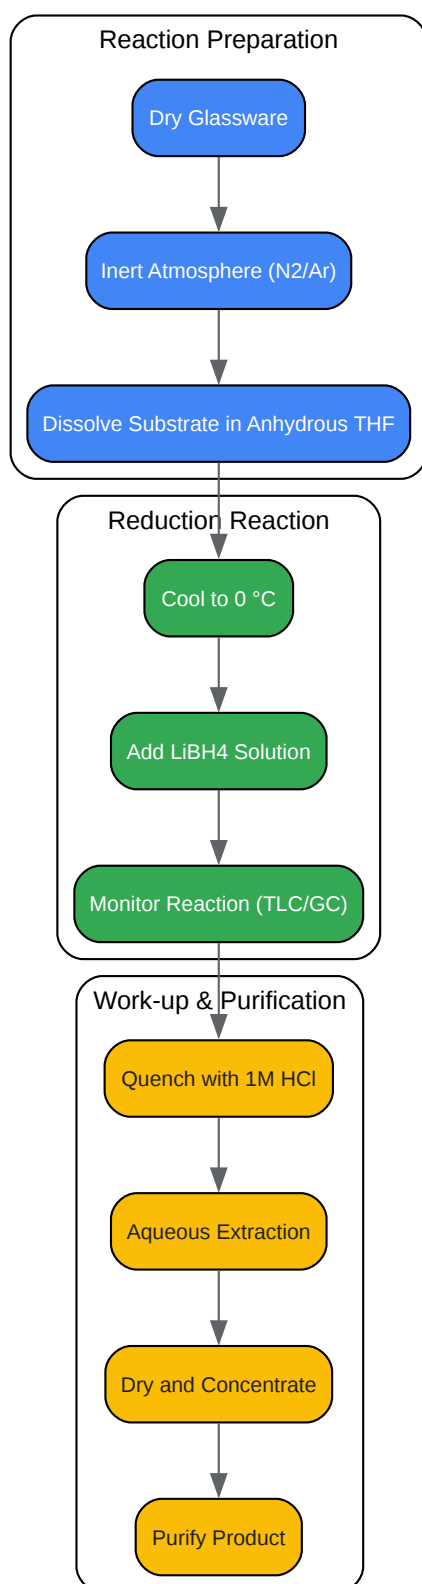 Reaction Preparation
Dry Glassware
Inert Atmosphere (N2/Ar)
Dissolve Substrate in Anhydrous THF
Reduction Reaction
Cool to 0 °C
Add LiBH4 Solution
Monitor Reaction (TLC/GC)
Work-up & Purification
Quench with 1M HCl
Aqueous Extraction
Dry and Concentrate
Purify Product